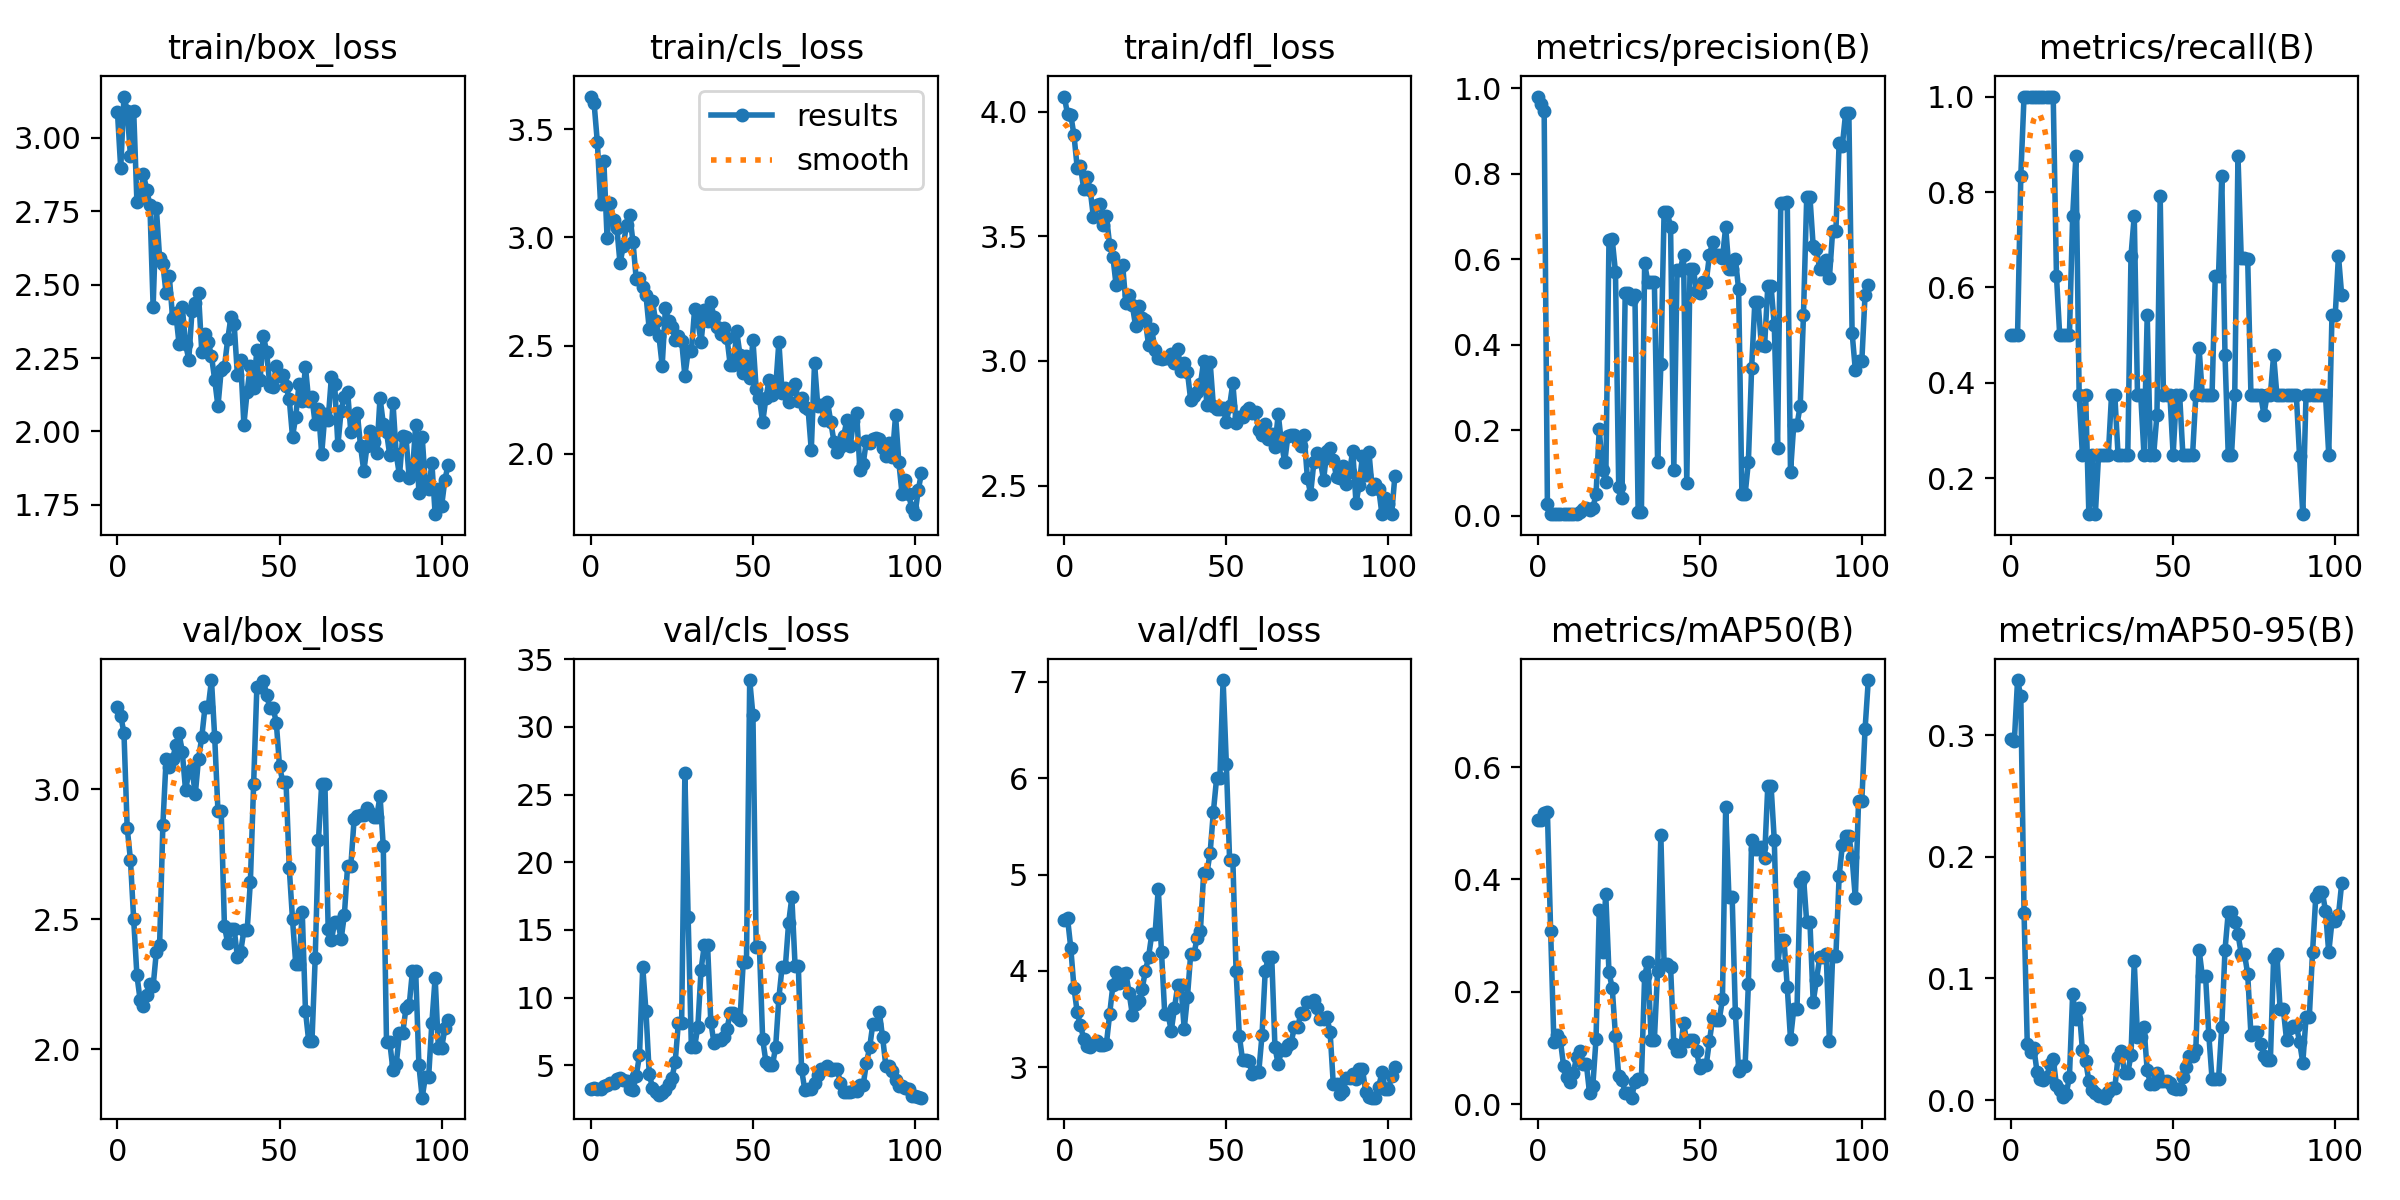 train/box_loss
3.00
2.75
2.50
2.25
2.00
1.75
0 50 100
train/cls_loss
results
smooth
3.5
3.0
2.5
2.0
0 50 100
train/dfl_loss
4.0
3.5
3.0
2.5
0 50 100
metrics/precision(B)
1.0
0.8
0.6
0.4
0.2
0.0
0 50 100
metrics/recall(B)
1.0
0.8
0.6
0.4
0.2
0 50 100
val/box_loss
3.0
2.5
2.0
0 50 100
val/cls_loss
35
30
25
20
15
10
5
0 50 100
val/dfl_loss
7
6
5
4
3
0 50 100
metrics/mAP50(B)
0.6
0.4
0.2
0.0
0 50 100
metrics/mAP50-95(B)
0.3
0.2
0.1
0.0
0 50 100